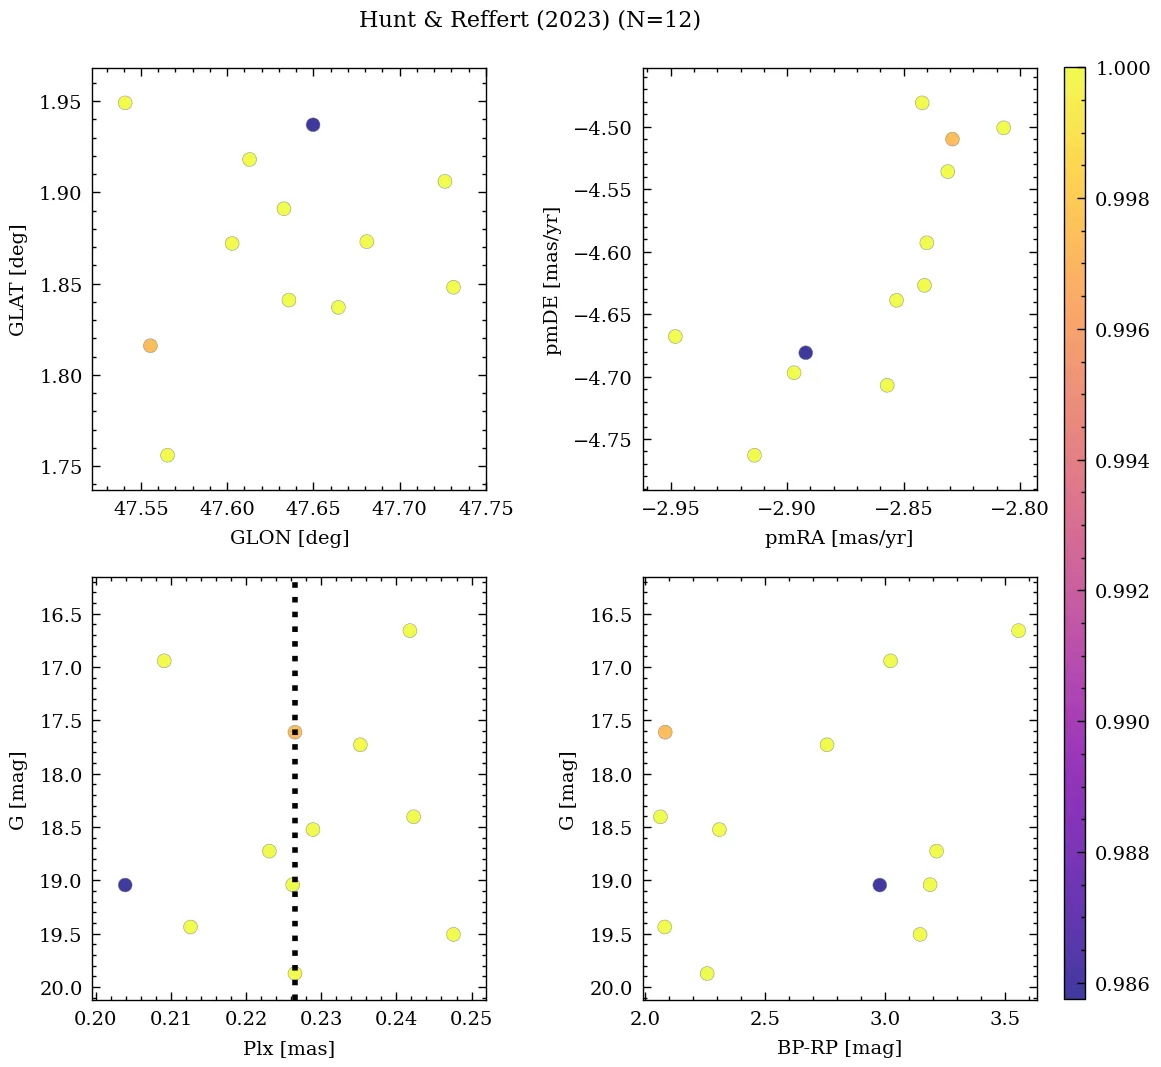 Hunt & Reffert (2023) (N=12)
1.95
1.90
1.85
1.80
1.75
GLAT [deg]
47.55 47.60 47.65 47.70 47.75
GLON [deg]
−4.50
−4.55
−4.60
−4.65
−4.70
−4.75
pmDE [mas/yr]
−2.95 −2.90 −2.85 −2.80
pmRA [mas/yr]
16.5
17.0
17.5
18.0
18.5
19.0
19.5
20.0
G [mag]
0.20 0.21 0.22 0.23 0.24 0.25
Plx [mas]
16.5
17.0
17.5
18.0
18.5
19.0
19.5
20.0
G [mag]
2.0 2.5 3.0 3.5
BP-RP [mag]
1.000
0.998
0.996
0.994
0.992
0.990
0.988
0.986